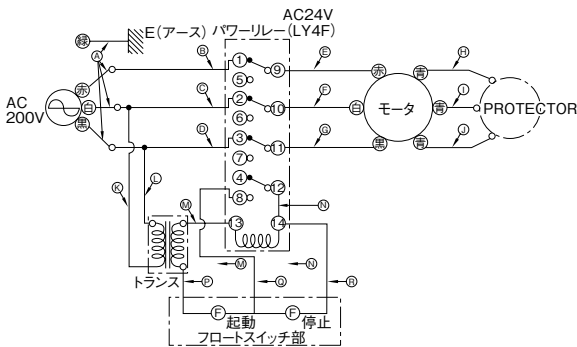 AC24V
E(アース) パワーリレー(LY4F)
緑
Ⓐ
Ⓑ
Ⓔ
Ⓗ
赤
①
⑨
赤
青
⑤
AC
200V
白
Ⓒ
②
⑩
Ⓕ
白
モータ
青
Ⓘ
PROTECTOR
⑥
黒
Ⓓ
③
⑪
Ⓖ
黒
青
Ⓙ
⑦
④
⑫
Ⓚ
Ⓛ
⑧
Ⓝ
Ⓜ
⑬
⑭
トランス
Ⓜ
Ⓝ
Ⓟ
Ⓠ
Ⓡ
Ⓕ
起動
Ⓕ
停止
フロートスイッチ部